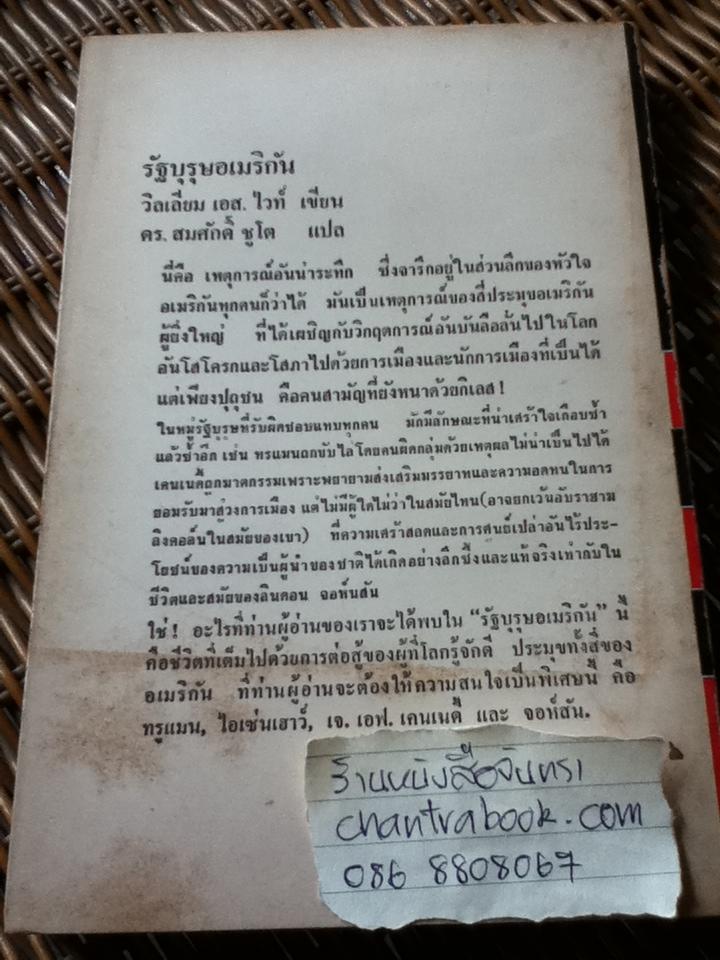 รัฐบุรุษอเมริกัน
วิลเลียม เอส. ไวท์ เขียน
ดร. สมศักดิ์ ชูโต แปล
นี่คือ เหตุการณ์อันน่าระทึก ซึ่งจารึกอยู่ในส่วนลึกของหัวใจ
อเมริกันทุกคนก็ว่าได้ มันเป็นเหตุการณ์ของสี่ประมุขอเมริกัน
ผู้ยิ่งใหญ่ ที่ได้เผชิญกับวิกฤตการณ์อันบันลือลั่นไปในโลก
อันโสโครกและโสภาไปด้วยการเมืองและนักการเมืองที่เป็นได้
แต่เพียงปุถุชน คือคนสามัญที่ยังหนาด้วยกิเลส!
ในหมู่รัฐบุรุษที่รับผิดชอบแทบทุกคน มักมีลักษณะที่น่าเศร้าใจเกือบซ้ำ
แล้วซ้ำอีก เช่น ทรแมนถูกขับไล่โดยคนผิดกลุ่มด้วยเหตุผลไม่น่าเป็นไปได้
เคนเนดี้ถูกฆาตกรรมเพราะพยายามส่งเสริมมรรยาทและความอดทนในการ
ยอมรับมาสู่วงการเมือง แต่ไม่มีผู้ใดไม่ว่าในสมัยไหน(อาจยกเว้นอับราฮาม
ลิงคอล์นในสมัยของเขา) ที่ความเศร้าสลดและการศูนย์เปล่าอันไร้ประ-
โยชน์ของความเป็นผู้นำของชาติได้เกิดอย่างลึกซึ้งและแท้จริงเท่ากับใน
ชีวิตและสมัยของลินดอน จอห์นสัน
ใช่! อะไรที่ท่านผู้อ่านของเราจะได้พบใน "รัฐบุรุษอเมริกัน" นี้
คือชีวิตที่เต็มไปด้วยการต่อสู้ของผู้ที่โลกรู้จักดี ประมุขทั้งสี่ของ
อเมริกัน ที่ท่านผู้อ่านจะต้องให้ความสนใจเป็นพิเศษนี้ คือ
ทรูแมน, ไอเซ่นเฮาว์, เจ. เอฟ. เคนเนดี้ และ จอห์สัน.
ร้านหนังสือจันทรา
chantrabook.com
086 8808067